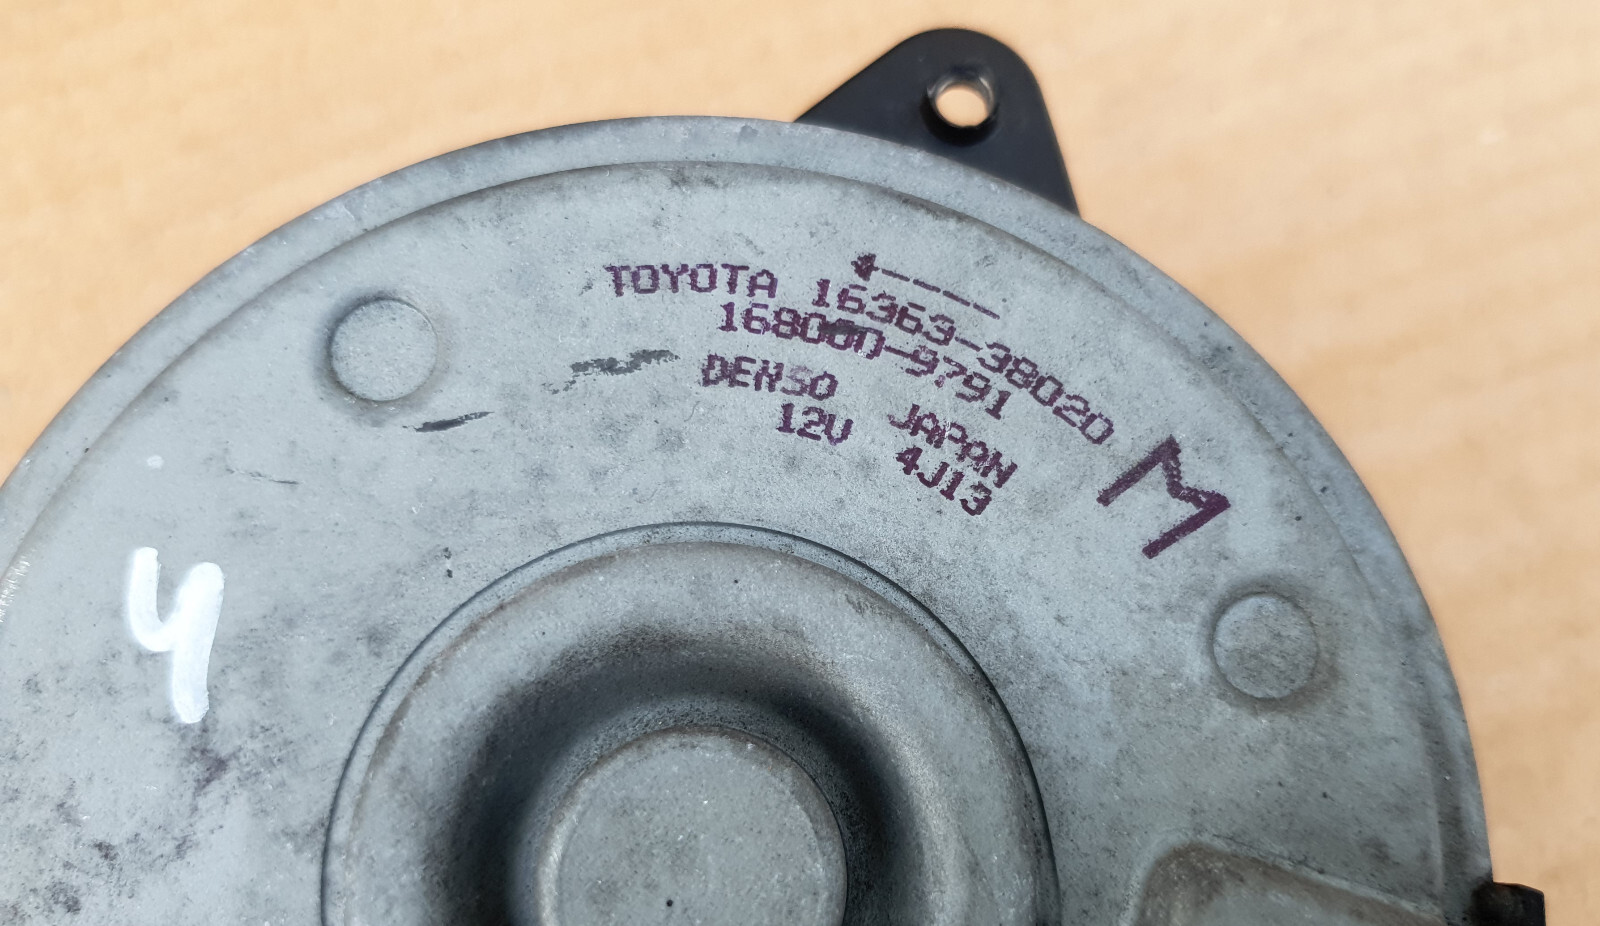 TOYOTA 16363-38020
168000-9791
DENSO JAPAN
12V 4J13
M
4